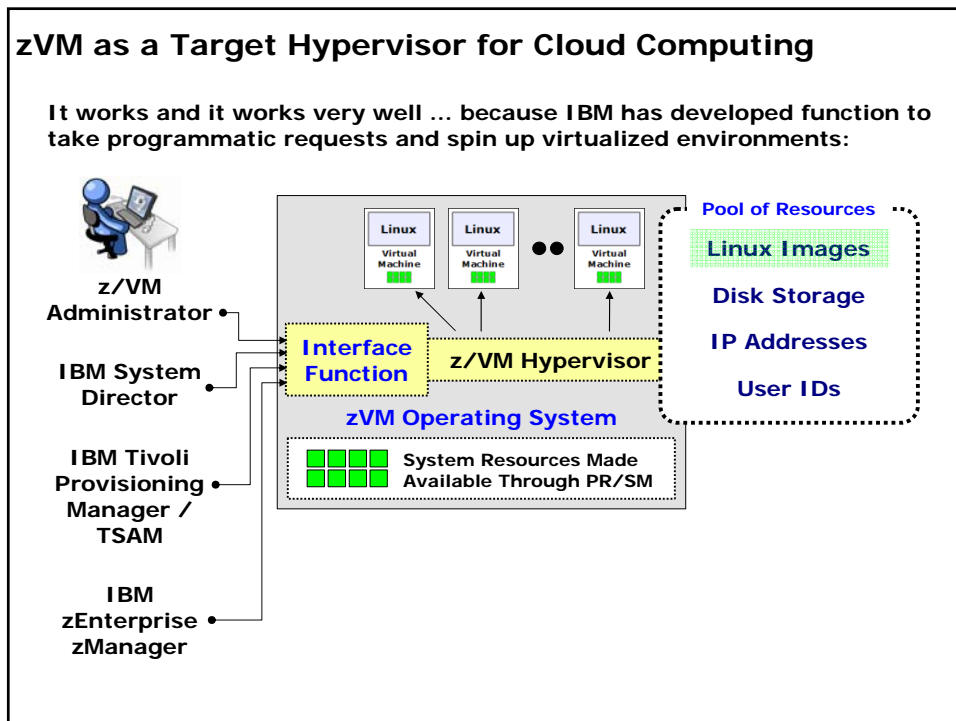 zVM as a Target Hypervisor for Cloud Computing
It works and it works very well ... because IBM has developed function to
take programmatic requests and spin up virtualized environments:
z/VM
Administrator
IBM System
Director
IBM Tivoli
Provisioning
Manager /
TSAM
IBM
zEnterprise
zManager
Linux
Virtual
Machine
Linux
Virtual
Machine
Linux
Virtual
Machine
Interface
Function
z/VM Hypervisor
zVM Operating System
System Resources Made
Available Through PR/SM
Pool of Resources
Linux Images
Disk Storage
IP Addresses
User IDs